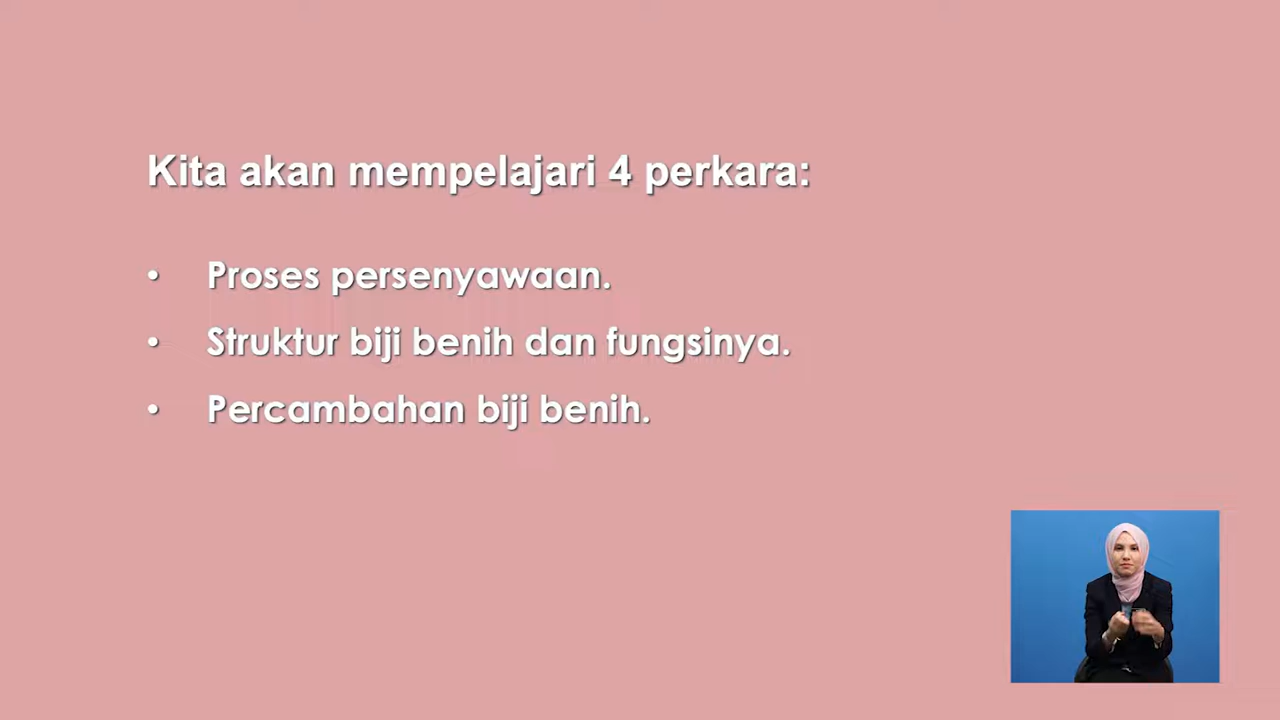 Kita akan mempelajari 4 perkara:
• Proses persenyawaan.
• Struktur biji benih dan fungsinya.
• Percambahan biji benih.